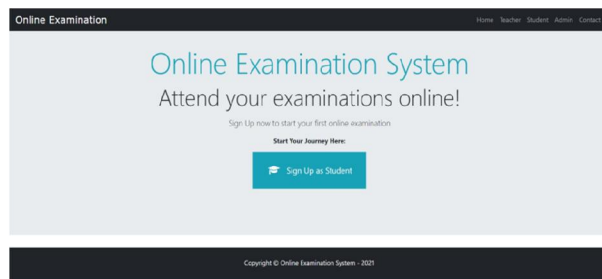 Online Examination
Home Teacher Student Admin Contact
Online Examination System
Attend your examinations online!
Sign Up now to start your first online examination
Start Your Journey Here:
Sign Up as Student
Copyright © Online Examination System - 2021